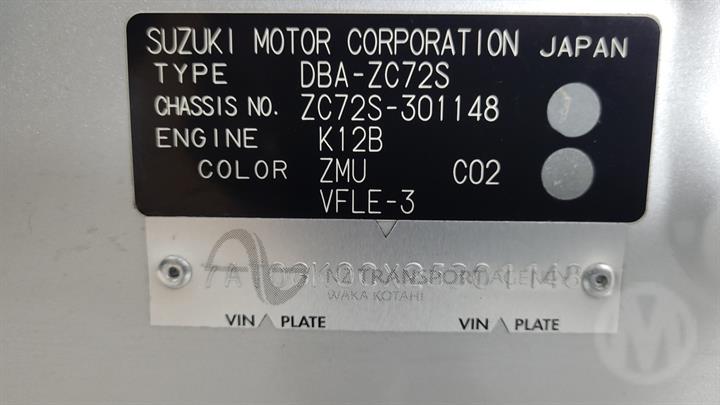 SUZUKI MOTOR CORPORATION JAPAN
TYPE DBA-ZC72S
CHASSIS NO. ZC72S-301148
ENGINE K12B
COLOR ZMU C02
VFLE-3
NZ TRANSPORT AGENCY
WAKA KOTAHI
VIN PLATE VIN PLATE
M